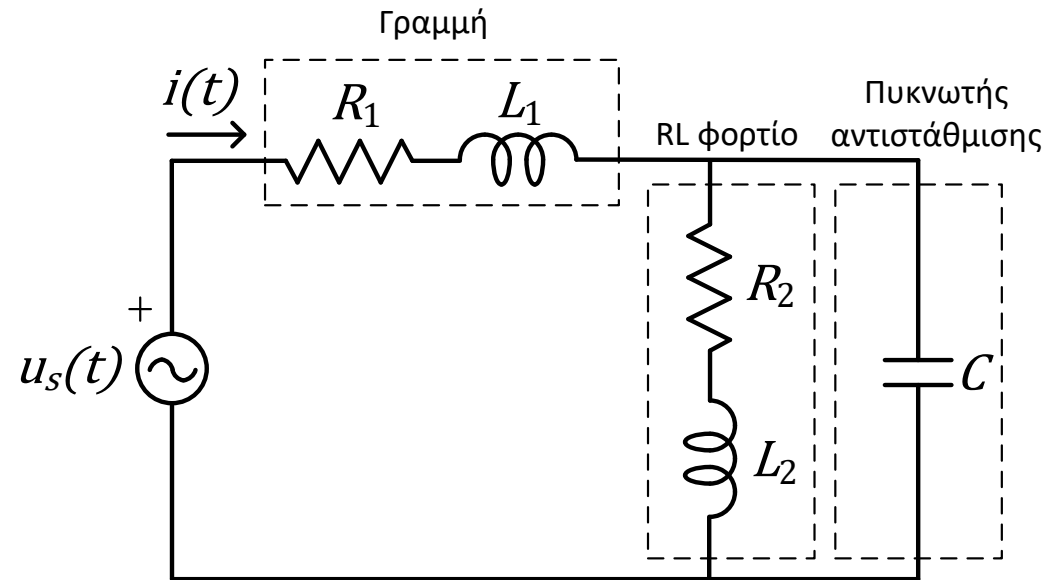 Γραμμή
i(t)
R₁
L₁
RL φορτίο
Πυκνωτής
αντιστάθμισης
R₂
+
uₛ(t)
C
L₂